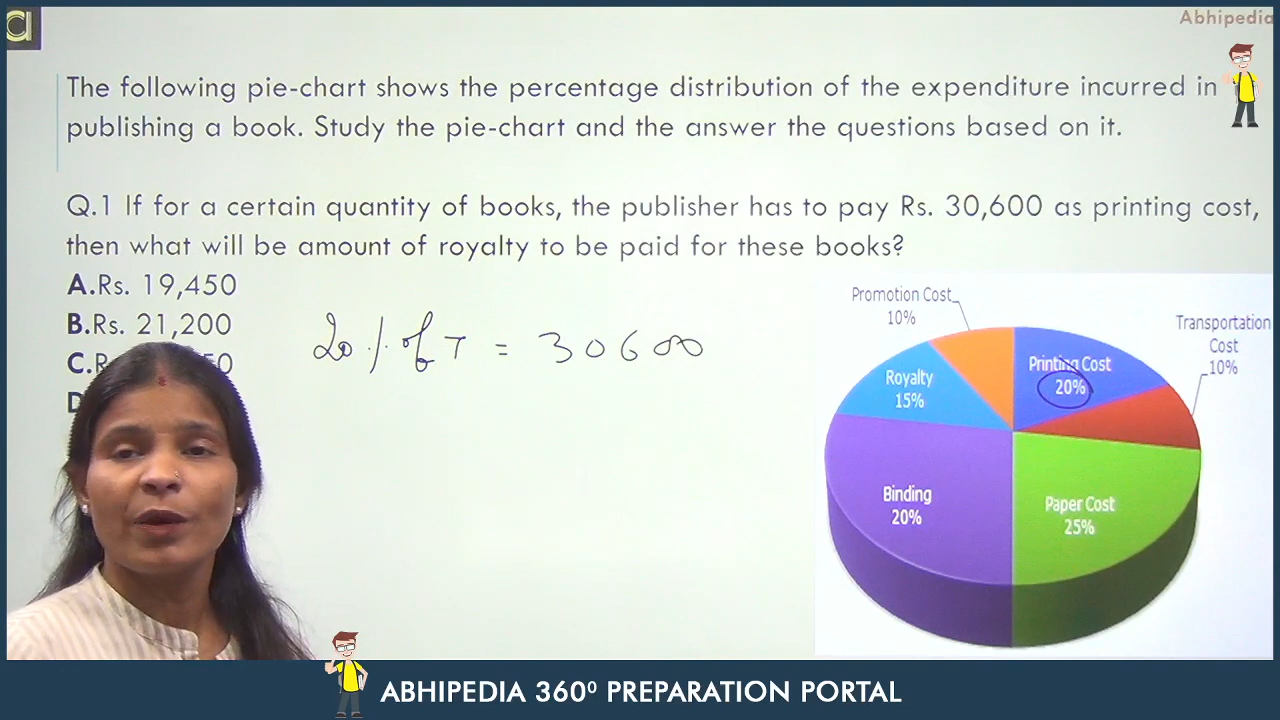 a
Abhipedia
The following pie-chart shows the percentage distribution of the expenditure incurred in
publishing a book. Study the pie-chart and the answer the questions based on it.
Q.1 If for a certain quantity of books, the publisher has to pay Rs. 30,600 as printing cost,
then what will be amount of royalty to be paid for these books?
A.Rs. 19,450
B.Rs. 21,200
C.
D
20 % of T = 30600
Promotion Cost
10%
Transportation
Cost
10%
Printing Cost
20%
Royalty
15%
Binding
20%
Paper Cost
25%
ABHIPEDIA 360⁰ PREPARATION PORTAL